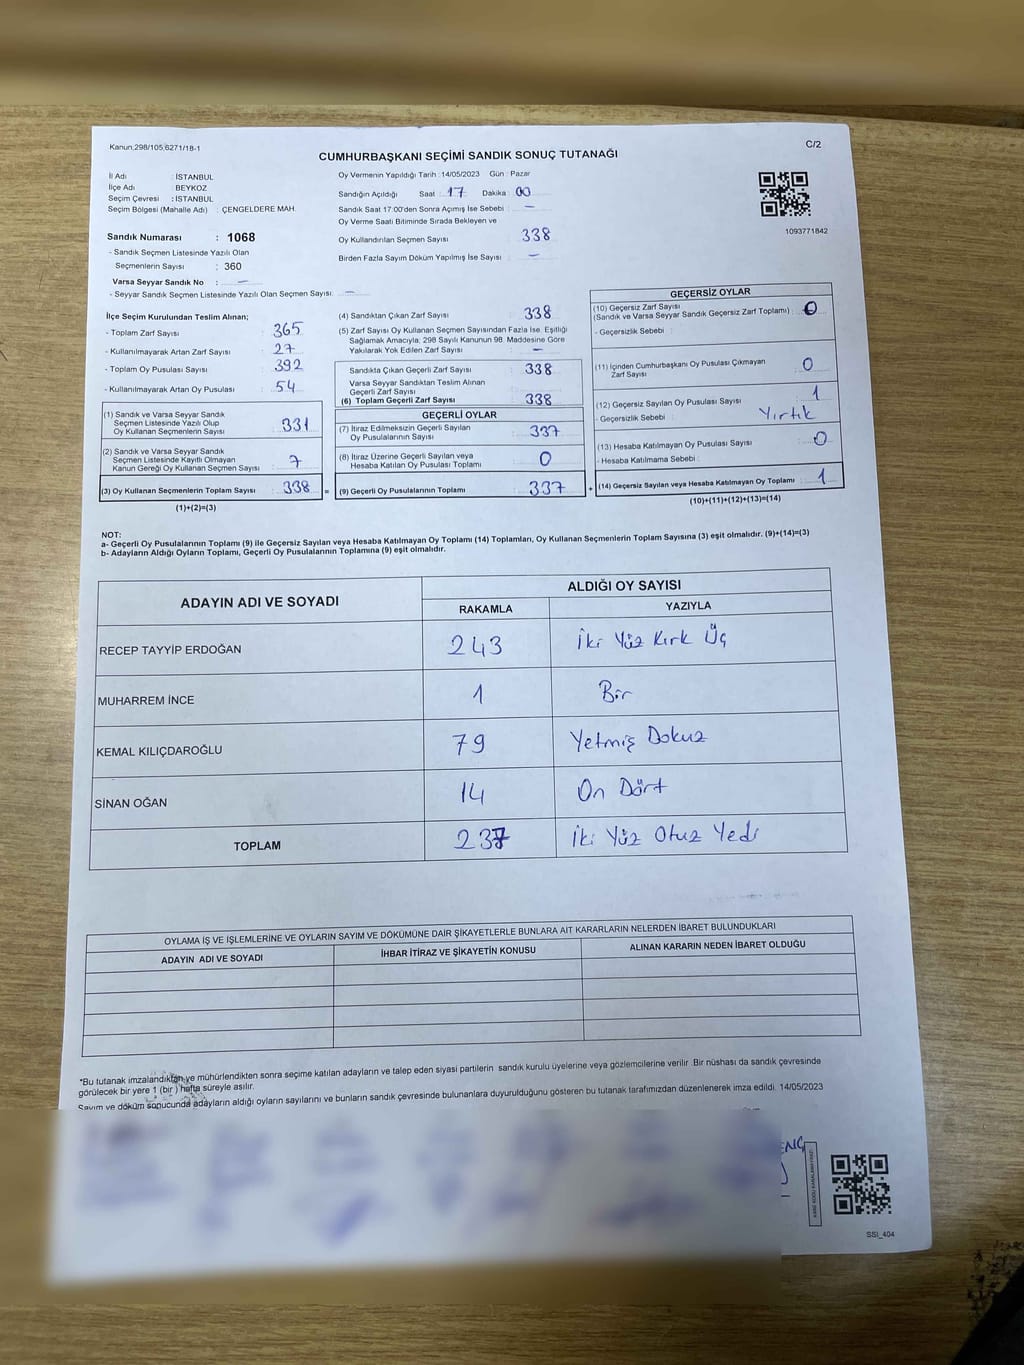 Kanun,298/105,6271/18-1
C/2
CUMHURBAŞKANI SEÇİMİ SANDIK SONUÇ TUTANAĞI
İl Adı : İSTANBUL
İlçe Adı : BEYKOZ
Seçim Çevresi : İSTANBUL
Seçim Bölgesi (Mahalle Adı) : ÇENGELDERE MAH.
Sandık Numarası : 1068
- Sandık Seçmen Listesinde Yazılı Olan
Seçmenlerin Sayısı : 360
Varsa Seyyar Sandık No : –
- Seyyar Sandık Seçmen Listesinde Yazılı Olan Seçmen Sayısı: –
Oy Vermenin Yapıldığı Tarih : 14/05/2023 Gün : Pazar
Sandığın Açıldığı Saat : 17 Dakika : 00
Sandık Saat 17:00'den Sonra Açımış İse Sebebi : –
Oy Verme Saati Bitiminde Sırada Bekleyen ve
Oy Kullandırılan Seçmen Sayısı : 338
Birden Fazla Sayım Döküm Yapılmış İse Sayısı : –
1093771842
İlçe Seçim Kurulundan Teslim Alınan;
- Toplam Zarf Sayısı : 365
- Kullanılmayarak Artan Zarf Sayısı : 27
- Toplam Oy Pusulası Sayısı : 392
- Kullanılmayarak Artan Oy Pusulası : 54
(1) Sandık ve Varsa Seyyar Sandık
Seçmen Listesinde Yazılı Olup
Oy Kullanan Seçmenlerin Sayısı : 331
(2) Sandık ve Varsa Seyyar Sandık
Seçmen Listesinde Kayıtlı Olmayan
Kanun Gereği Oy Kullanan Seçmen Sayısı : 7
(3) Oy Kullanan Seçmenlerin Toplam Sayısı : 338 =
(1)+(2)=(3)
(4) Sandıktan Çıkan Zarf Sayısı : 338
(5) Zarf Sayısı Oy Kullanan Seçmen Sayısından Fazla İse, Eşitliği
Sağlamak Amacıyla; 298 Sayılı Kanunun 98. Maddesine Göre
Yakılarak Yok Edilen Zarf Sayısı : –
Sandıkta Çıkan Geçerli Zarf Sayısı : 338
Varsa Seyyar Sandıktan Teslim Alınan
Geçerli Zarf Sayısı
(6) Toplam Geçerli Zarf Sayısı : 338
GEÇERLİ OYLAR
(7) İtiraz Edilmeksizin Geçerli Sayılan
Oy Pusulalarının Sayısı : 337
(8) İtiraz Üzerine Geçerli Sayılan veya
Hesaba Katılan Oy Pusulası Toplamı : 0
(9) Geçerli Oy Pusulalarının Toplamı : 337 +
GEÇERSİZ OYLAR
(10) Geçersiz Zarf Sayısı
(Sandık ve Varsa Seyyar Sandık Geçersiz Zarf Toplamı) : 0
- Geçersizlik Sebebi :
(11) İçinden Cumhurbaşkanı Oy Pusulası Çıkmayan
Zarf Sayısı : 0
(12) Geçersiz Sayılan Oy Pusulası Sayısı : 1
- Geçersizlik Sebebi : Yırtık
(13) Hesaba Katılmayan Oy Pusulası Sayısı : 0
- Hesaba Katılmama Sebebi :
(14) Geçersiz Sayılan veya Hesaba Katılmayan Oy Toplamı : 1
(10)+(11)+(12)+(13)=(14)
NOT:
a- Geçerli Oy Pusulalarının Toplamı (9) ile Geçersiz Sayılan veya Hesaba Katılmayan Oy Toplamı (14) Toplamları, Oy Kullanan Seçmenlerin Toplam Sayısına (3) eşit olmalıdır. (9)+(14)=(3)
b- Adayların Aldığı Oyların Toplamı, Geçerli Oy Pusulalarının Toplamına (9) eşit olmalıdır.
ADAYIN ADI VE SOYADI ALDIĞI OY SAYISI
RAKAMLA YAZIYLA
RECEP TAYYİP ERDOĞAN 243 İki Yüz Kırk Üç
MUHARREM İNCE 1 Bir
KEMAL KILIÇDAROĞLU 79 Yetmiş Dokuz
SİNAN OĞAN 14 On Dört
TOPLAM 237 İki Yüz Otuz Yedi
OYLAMA İŞ VE İŞLEMLERİNE VE OYLARIN SAYIM VE DÖKÜMÜNE DAİR ŞİKAYETLERLE BUNLARA AİT KARARLARIN NELERDEN İBARET BULUNDUKLARI
ADAYIN ADI VE SOYADI İHBAR İTİRAZ VE ŞİKAYETİN KONUSU ALINAN KARARIN NEDEN İBARET OLDUĞU
*Bu tutanak imzalandıktan ve mühürlendikten sonra seçime katılan adayların ve talep eden siyasi partilerin sandık kurulu üyelerine veya gözlemcilerine verilir. Bir nüshası da sandık çevresinde
görülecek bir yere 1 (bir ) hafta süreyle asılır.
Sayım ve döküm sonucunda adayların aldığı oyların sayılarını ve bunların sandık çevresinde bulunanlara duyurulduğunu gösteren bu tutanak tarafımızdan düzenlenerek imza edildi. 14/05/2023
SSI_404